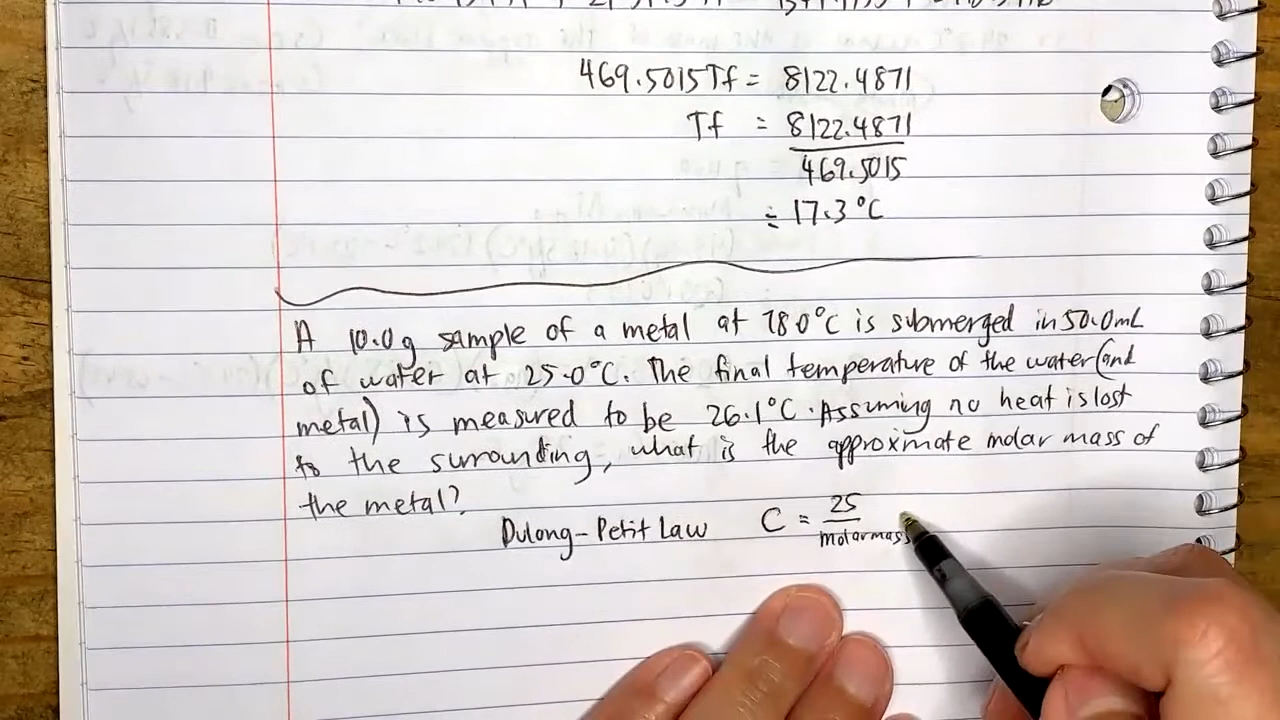 469.5015Tf = 8122.4871
Tf = 8122.4871
469.5015
= 17.3°C
A 10.0g sample of a metal at 78.0°C is submerged in 50.0mL
of water at 25.0°C. The final temperature of the water (and
metal) is measured to be 26.1°C. Assuming no heat is lost
to the surrounding, what is the approximate molar mass of
the metal?
Dulong-Petit Law C = 25
molarmass